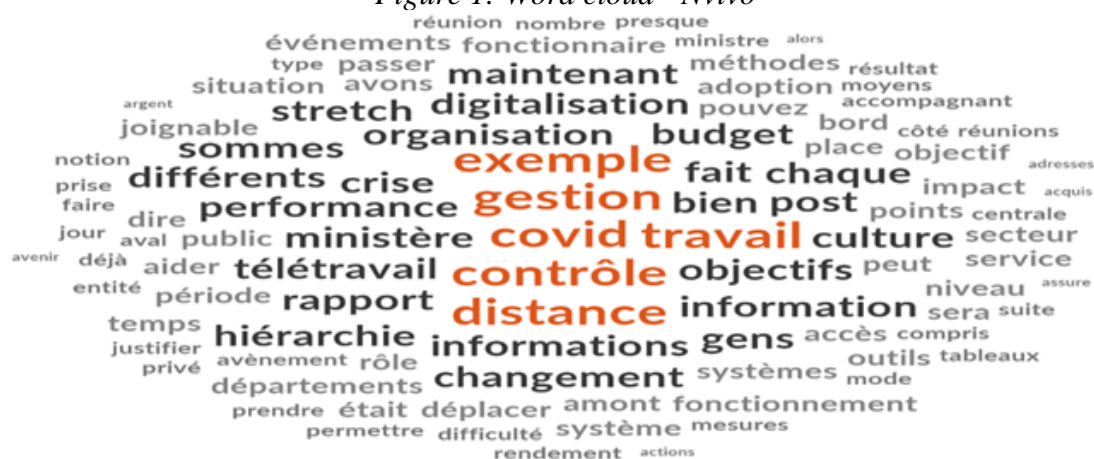 Figure 1: Word cloud - Nvivo
réunion nombre presque
événements fonctionnaire ministre alors
type passer maintenant méthodes résultat
situation avons adoption moyens
argent stretch digitalisation pouvez accompagnant
joignable organisation budget bord côté réunions
sommes exemple place objectif
notion différents crise fait chaque adresses
prise performance gestion bien post impact acquis
faire dire points centrale
jour aval public ministère covid travail culture secteur
avenir déjà aider télétravail contrôle objectifs peut service
entité période rapport distance information niveau assure
temps hiérarchie informations gens sera suite
justifier accès compris
privé avènement rôle outils tableaux
départements changement systèmes mode
prendre était déplacer amont fonctionnement
permettre difficulté système mesures
rendement actions